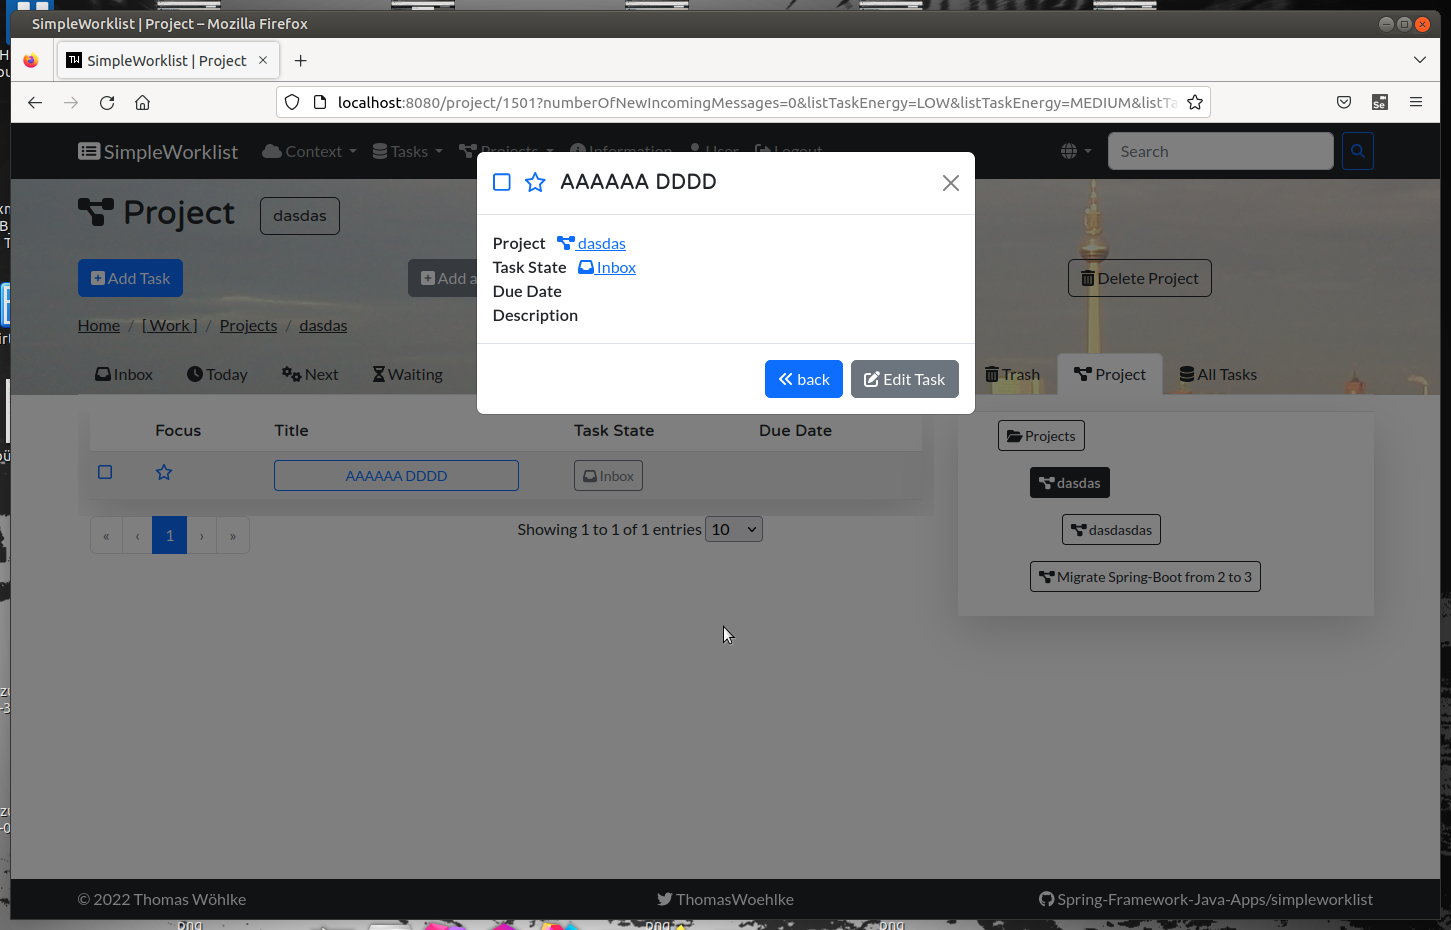 SimpleWorklist | Project – Mozilla Firefox
SimpleWorklist | Project
localhost:8080/project/1501?numberOfNewIncomingMessages=0&listTaskEnergy=LOW&listTaskEnergy=MEDIUM&listTa
SimpleWorklist Context Tasks Projects Information User Logout Search
AAAAAA DDDD
Project dasdas
Task State Inbox
Due Date
Description
back Edit Task
Project dasdas
Add Task Add a Delete Project
Home / [ Work ] / Projects / dasdas
Inbox Today Next Waiting Trash Project All Tasks
Focus Title Task State Due Date
AAAAAA DDDD Inbox
« ‹ 1 › »
Showing 1 to 1 of 1 entries 10
Projects
dasdas
dasdasdas
Migrate Spring-Boot from 2 to 3
© 2022 Thomas Wöhlke ThomasWoehlke Spring-Framework-Java-Apps/simpleworklist
png png png